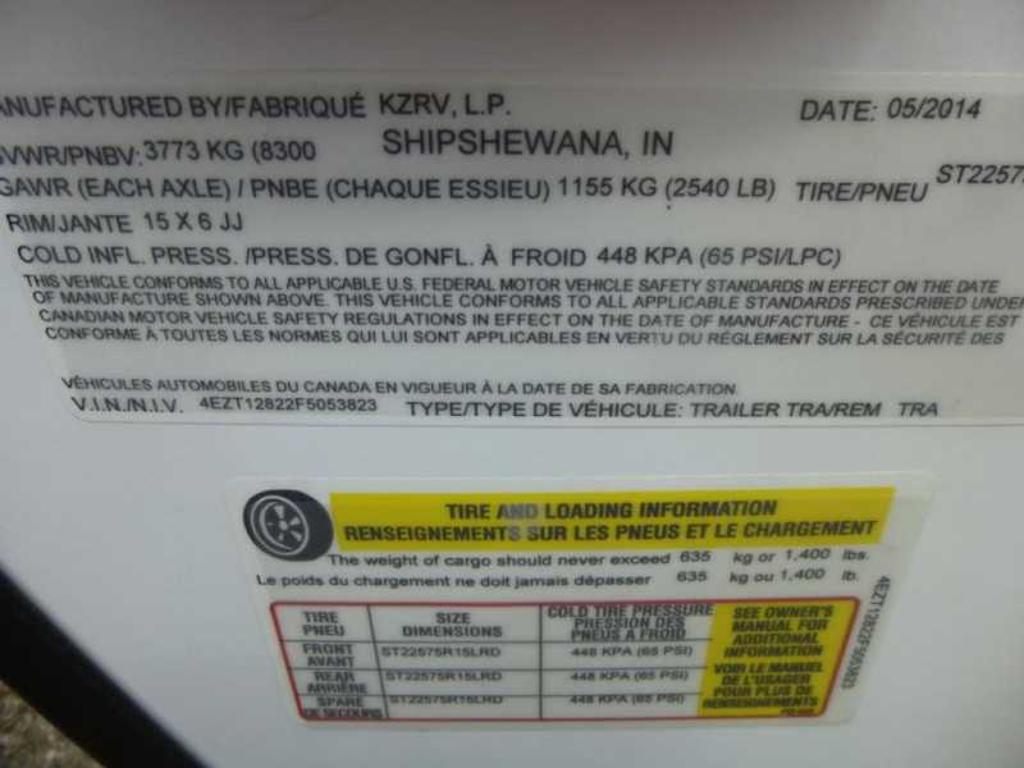 ANUFACTURED BY/FABRIQUÉ KZRV, L.P. DATE: 05/2014
SHIPSHEWANA, IN
GVWR/PNBV: 3773 KG (8300
GAWR (EACH AXLE) / PNBE (CHAQUE ESSIEU) 1155 KG (2540 LB) TIRE/PNEU ST2257
RIM/JANTE 15 X 6 JJ
COLD INFL. PRESS. /PRESS. DE GONFL. À FROID 448 KPA (65 PSI/LPC)
THIS VEHICLE CONFORMS TO ALL APPLICABLE U.S. FEDERAL MOTOR VEHICLE SAFETY STANDARDS IN EFFECT ON THE DATE
OF MANUFACTURE SHOWN ABOVE. THIS VEHICLE CONFORMS TO ALL APPLICABLE STANDARDS PRESCRIBED UNDER
CANADIAN MOTOR VEHICLE SAFETY REGULATIONS IN EFFECT ON THE DATE OF MANUFACTURE - CE VÉHICULE EST
CONFORME À TOUTES LES NORMES QUI LUI SONT APPLICABLES EN VERTU DU RÉGLEMENT SUR LA SÉCURITÉ DES
VÉHICULES AUTOMOBILES DU CANADA EN VIGUEUR À LA DATE DE SA FABRICATION.
V.I.N./N.I.V. 4EZT12822F5053823 TYPE/TYPE DE VÉHICULE: TRAILER TRA/REM TRA
TIRE AND LOADING INFORMATION
RENSEIGNEMENTS SUR LES PNEUS ET LE CHARGEMENT
The weight of cargo should never exceed 635 kg or 1,400 lbs.
Le poids du chargement ne doit jamais dépasser 635 kg ou 1,400 lb.
4EZT12822F5053823
TIRE
PNEU
SIZE
DIMENSIONS
COLD TIRE PRESSURE
PRESSION DES
PNEUS A FROID
SEE OWNER'S
MANUAL FOR
ADDITIONAL
INFORMATION
VOIR LE MANUEL
DE L'USAGER
POUR PLUS DE
RENSEIGNEMENTS
FRONT
AVANT
ST22575R15LRD 448 KPA (65 PSI)
REAR
ARRIÈRE
ST22575R15LRD 448 KPA (65 PSI)
SPARE
DE SECOURS
ST22575R15LRD 448 KPA (65 PSI)